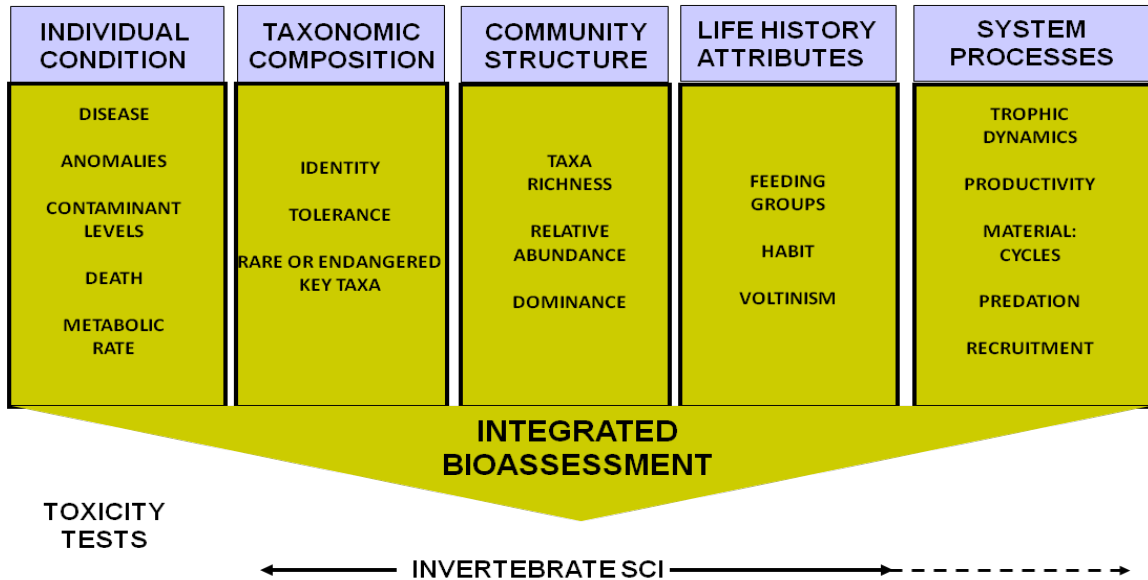 INDIVIDUAL
CONDITION
DISEASE
ANOMALIES
CONTAMINANT
LEVELS
DEATH
METABOLIC
RATE
TAXONOMIC
COMPOSITION
IDENTITY
TOLERANCE
RARE OR ENDANGERED
KEY TAXA
COMMUNITY
STRUCTURE
TAXA
RICHNESS
RELATIVE
ABUNDANCE
DOMINANCE
LIFE HISTORY
ATTRIBUTES
FEEDING
GROUPS
HABIT
VOLTINISM
SYSTEM
PROCESSES
TROPHIC
DYNAMICS
PRODUCTIVITY
MATERIAL:
CYCLES
PREDATION
RECRUITMENT
INTEGRATED
BIOASSESSMENT
TOXICITY
TESTS
INVERTEBRATE SCI